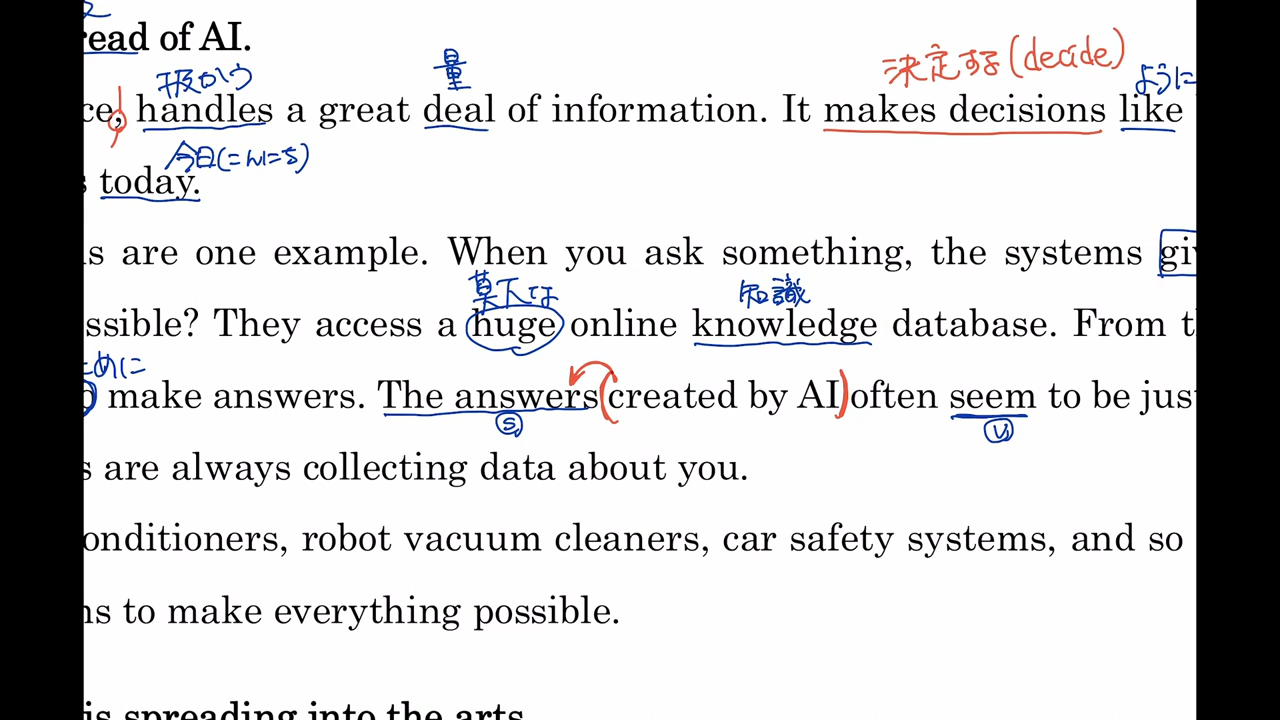 read of AI.
扱かう 量 決定する(decide) ように
ce, handles a great deal of information. It makes decisions like
今日(=now=s)
s today.
ns are one example. When you ask something, the systems giv
莫大な 知識
ssible? They access a huge online knowledge database. From t
ために
make answers. The answers (created by AI) often seem to be jus
S V
s are always collecting data about you.
onditioners, robot vacuum cleaners, car safety systems, and so
ns to make everything possible.
is spreading into the arts